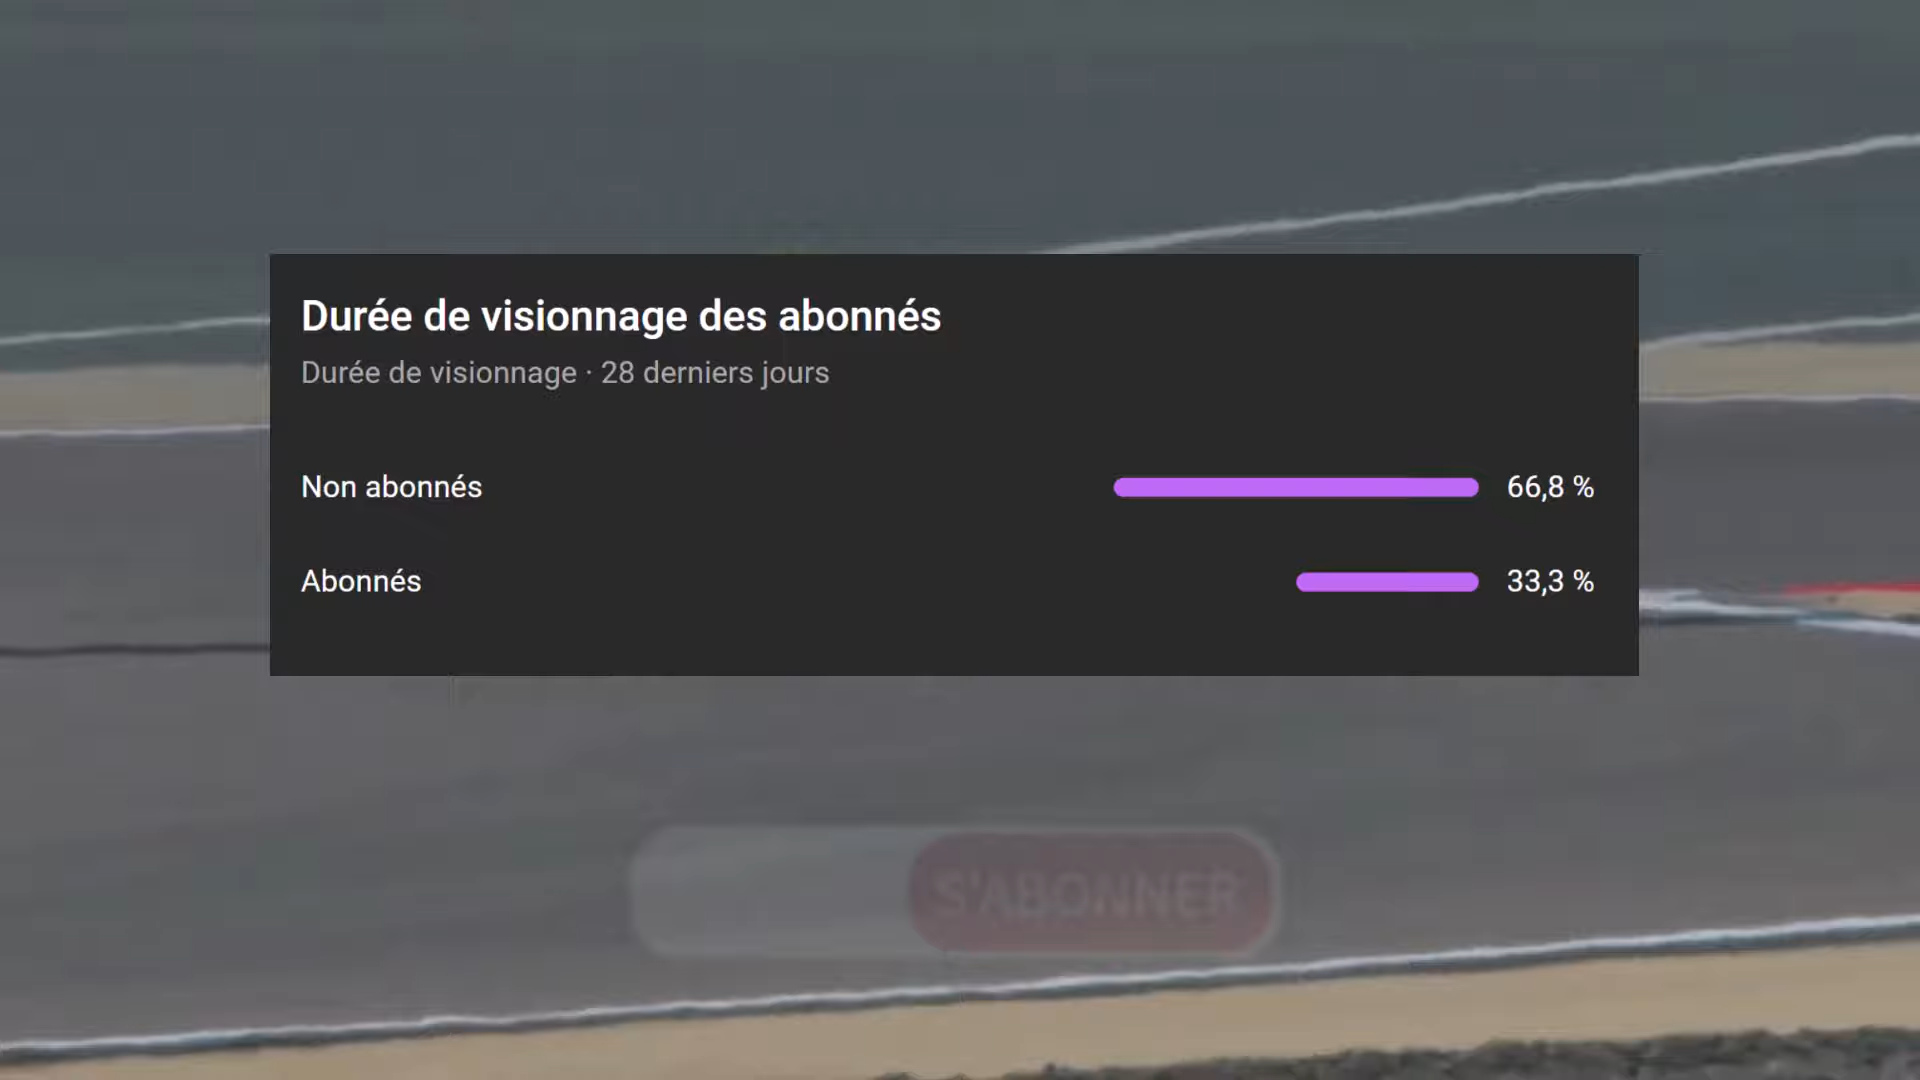 Durée de visionnage des abonnés
Durée de visionnage · 28 derniers jours
Non abonnés 66,8 %
Abonnés 33,3 %
S'ABONNER